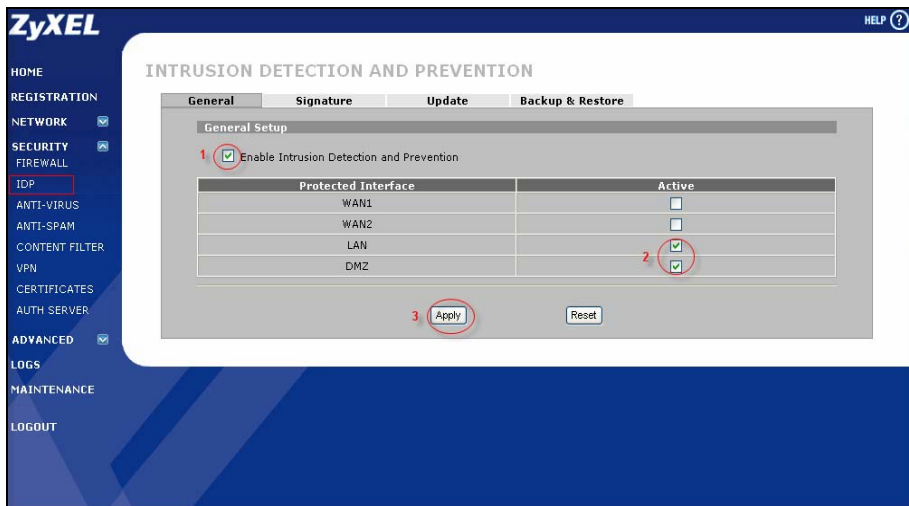 ZyXEL
HELP ?
HOME
REGISTRATION
NETWORK
SECURITY
FIREWALL
IDP
ANTI-VIRUS
ANTI-SPAM
CONTENT FILTER
VPN
CERTIFICATES
AUTH SERVER
ADVANCED
LOGS
MAINTENANCE
LOGOUT
INTRUSION DETECTION AND PREVENTION
General Signature Update Backup & Restore
General Setup
1 Enable Intrusion Detection and Prevention
Protected Interface Active
WAN1
WAN2
LAN
2
DMZ
3 Apply Reset